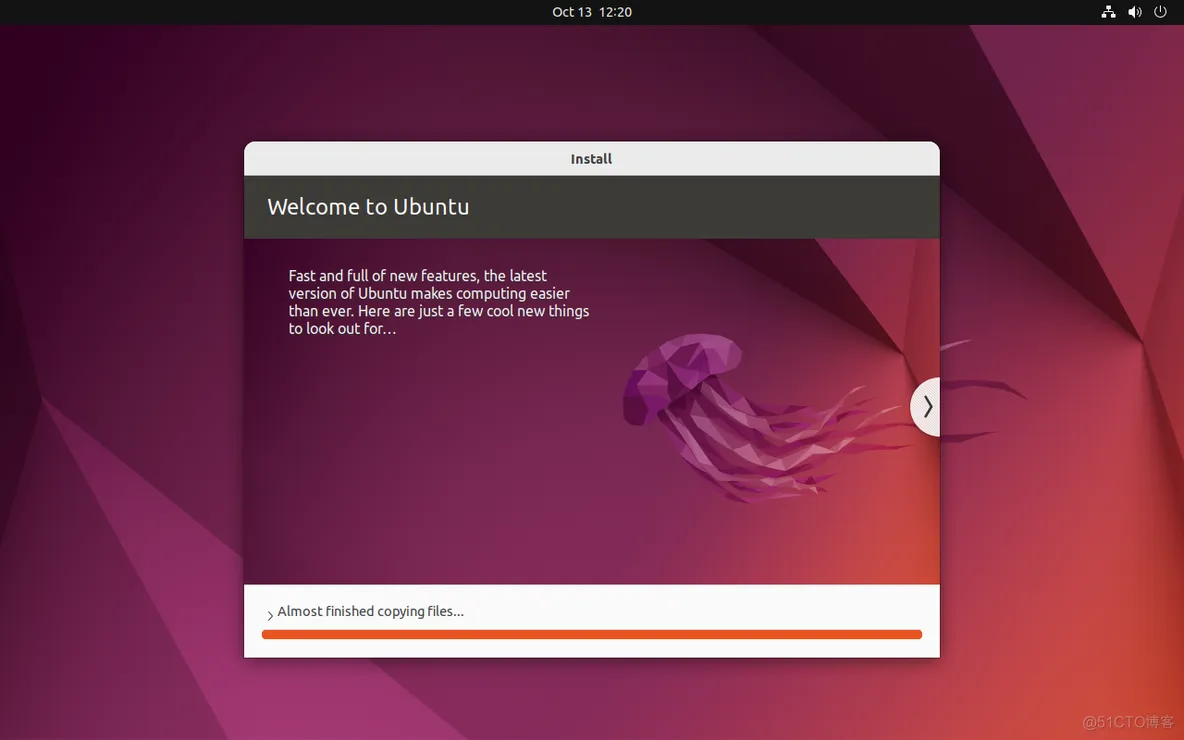 Oct 13 12:20
Install
Welcome to Ubuntu
Fast and full of new features, the latest
version of Ubuntu makes computing easier
than ever. Here are just a few cool new things
to look out for...
Almost finished copying files...
@51CTO博客